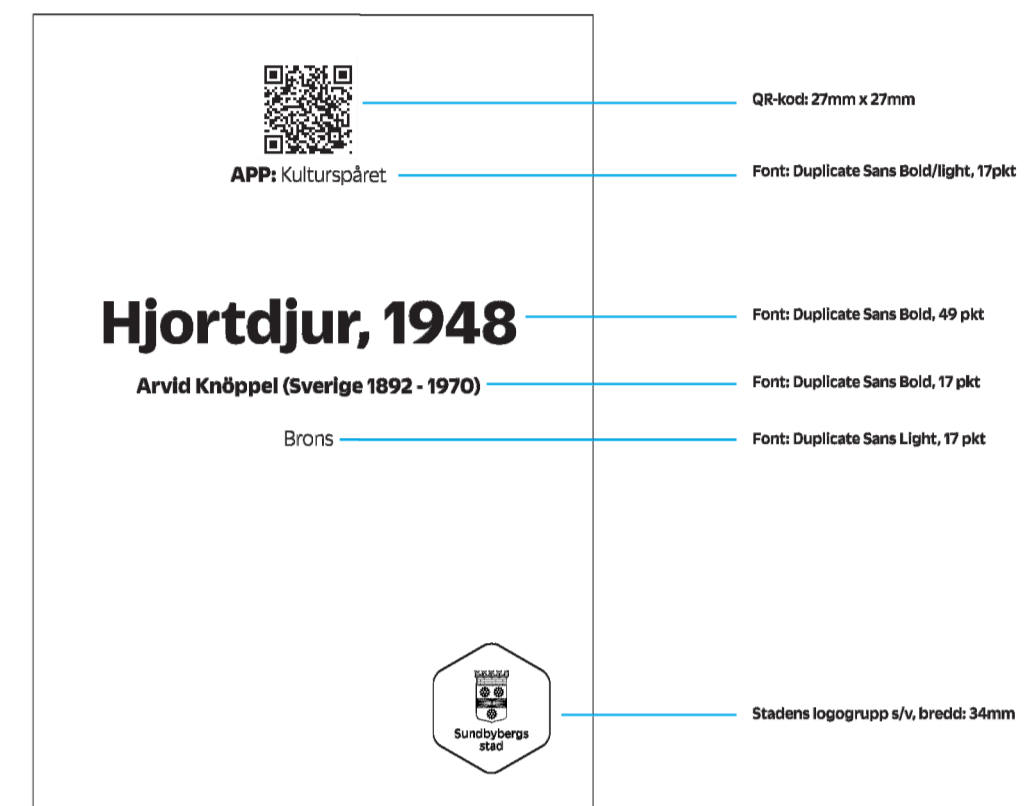 QR-kod: 27mm x 27mm
APP: Kulturspåret
Font: Duplicate Sans Bold/light, 17pkt
Hjortdjur, 1948
Font: Duplicate Sans Bold, 49 pkt
Arvid Knöppel (Sverige 1892 - 1970)
Font: Duplicate Sans Bold, 17 pkt
Brons
Font: Duplicate Sans Light, 17 pkt
Sundbybergs
stad
Stadens logogrupp s/v, bredd: 34mm